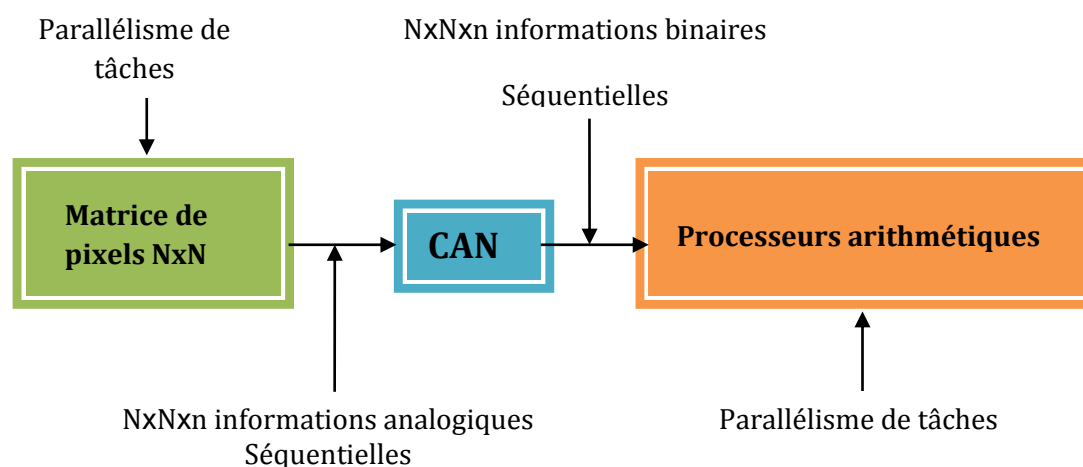 Parallélisme de
tâches
NxNxn informations binaires
Séquentielles
Matrice de
pixels NxN
CAN
Processeurs arithmétiques
NxNxn informations analogiques
Séquentielles
Parallélisme de tâches